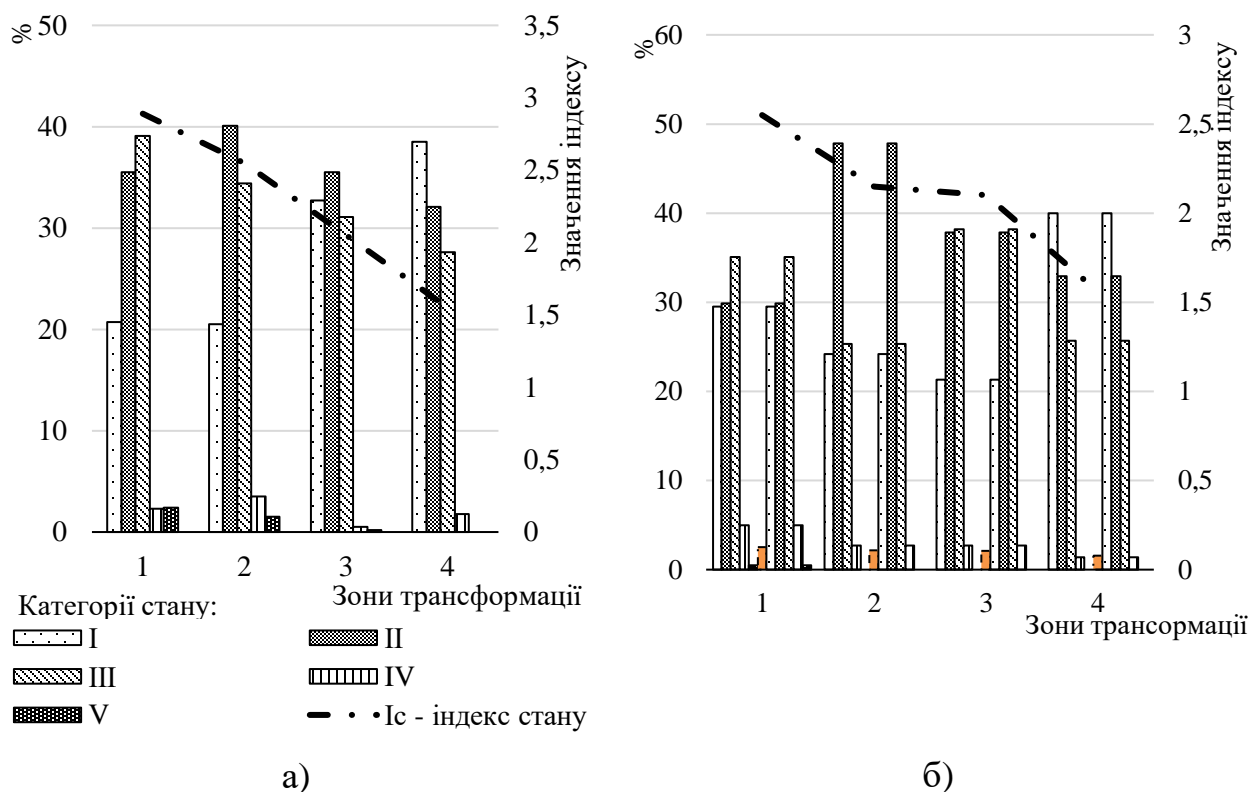 %
50
40
30
20
10
0
3,5
3
2,5
2
1,5
1
0,5
0
Значення індексу
1 2 3 4
Зони трансформації
Категорії стану:
I
II
III
IV
V
Іс - індекс стану
а)
%
60
50
40
30
20
10
0
3
2,5
2
1,5
1
0,5
0
Значення індексу
1 2 3 4
Зони трансормації
б)